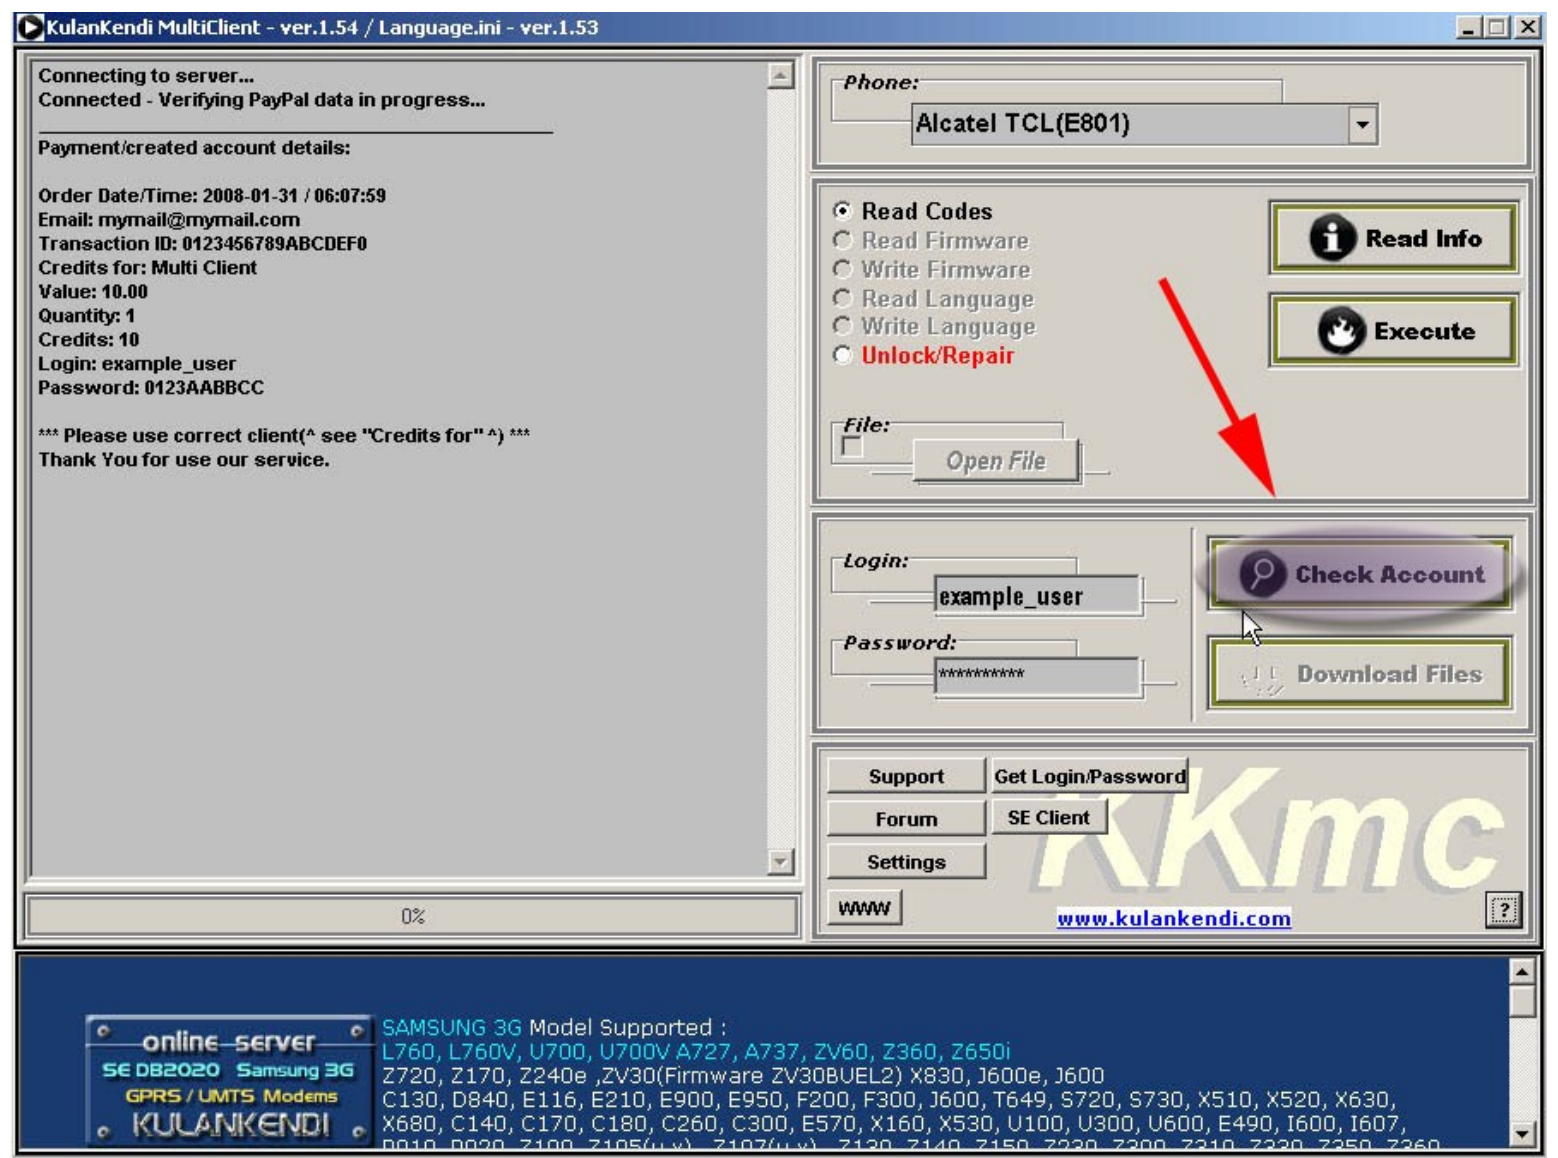 KulanKendi MultiClient - ver.1.54 / Language.ini - ver.1.53
Connecting to server...
Connected - Verifying PayPal data in progress...
Payment/created account details:
Order Date/Time: 2008-01-31 / 06:07:59
Email: mymail@mymail.com
Transaction ID: 0123456789ABCDEF0
Credits for: Multi Client
Value: 10.00
Quantity: 1
Credits: 10
Login: example_user
Password: 0123AABBCC
*** Please use correct client(^ see "Credits for" ^) ***
Thank You for use our service.
0%
Phone:
Alcatel TCL(E801)
Read Codes
Read Firmware
Write Firmware
Read Language
Write Language
Unlock/Repair
Read Info
Execute
File:
Open File
Login:
example_user
Password:
**********
Check Account
Download Files
Support
Get Login/Password
Forum
SE Client
Settings
WWW
KKmc
www.kulankendi.com
?
online server
SE DB2020 Samsung 3G
GPRS / UMTS Modems
KULANKENDI
SAMSUNG 3G Model Supported :
L760, L760V, U700, U700V A727, A737, ZV60, Z360, Z650i
Z720, Z170, Z240e ,ZV30(Firmware ZV30BUEL2) X830, J600e, J600
C130, D840, E116, E210, E900, E950, F200, F300, J600, T649, S720, S730, X510, X520, X630,
X680, C140, C170, C180, C260, C300, E570, X160, X530, U100, U300, U600, E490, I600, I607,